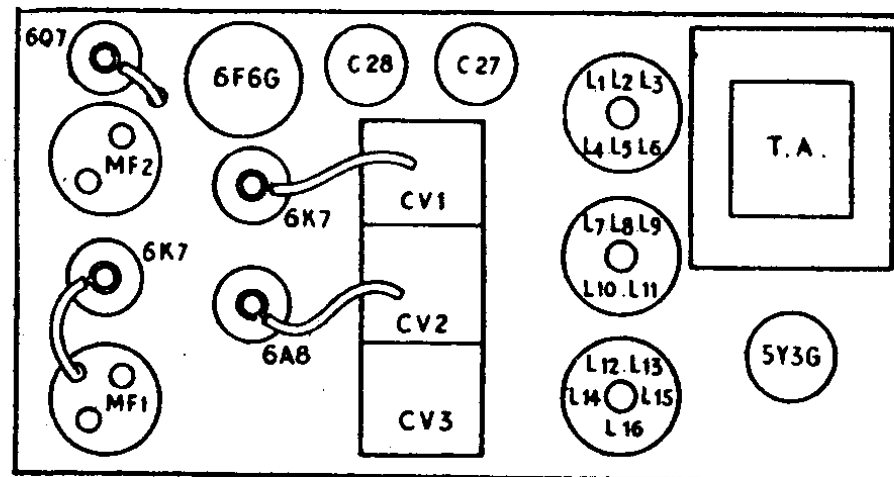 6Q7
6F6G
C28
C27
L1 L2 L3
L4 L5 L6
T.A.
MF2
6K7
CV1
L7.L8.L9
L10.L11
6K7
6A8
CV2
5Y3G
MF1
CV3
L12.L13
L14 L15
L16